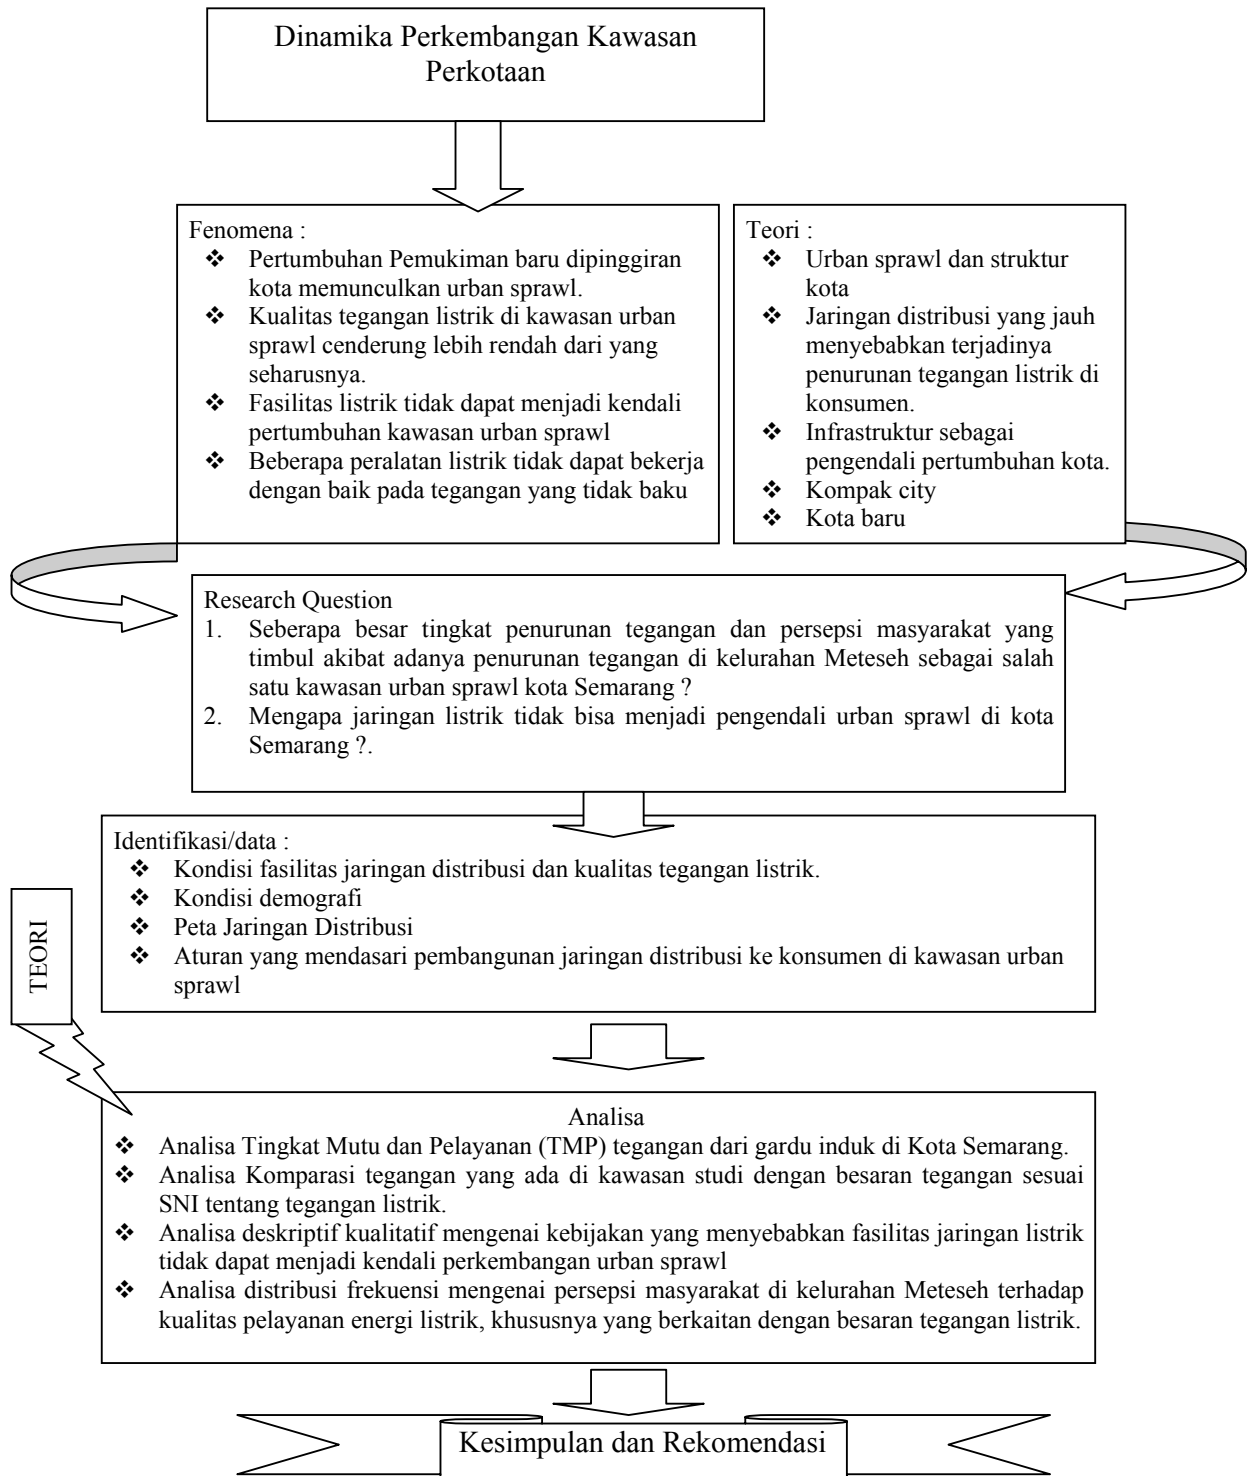 Dinamika Perkembangan Kawasan
Perkotaan
Fenomena :
❖ Pertumbuhan Pemukiman baru dipinggiran
kota memunculkan urban sprawl.
❖ Kualitas tegangan listrik di kawasan urban
sprawl cenderung lebih rendah dari yang
seharusnya.
❖ Fasilitas listrik tidak dapat menjadi kendali
pertumbuhan kawasan urban sprawl
❖ Beberapa peralatan listrik tidak dapat bekerja
dengan baik pada tegangan yang tidak baku
Teori :
❖ Urban sprawl dan struktur
kota
❖ Jaringan distribusi yang jauh
menyebabkan terjadinya
penurunan tegangan listrik di
konsumen.
❖ Infrastruktur sebagai
pengendali pertumbuhan kota.
❖ Kompak city
❖ Kota baru
Research Question
1. Seberapa besar tingkat penurunan tegangan dan persepsi masyarakat yang
timbul akibat adanya penurunan tegangan di kelurahan Meteseh sebagai salah
satu kawasan urban sprawl kota Semarang ?
2. Mengapa jaringan listrik tidak bisa menjadi pengendali urban sprawl di kota
Semarang ?.
Identifikasi/data :
❖ Kondisi fasilitas jaringan distribusi dan kualitas tegangan listrik.
❖ Kondisi demografi
❖ Peta Jaringan Distribusi
❖ Aturan yang mendasari pembangunan jaringan distribusi ke konsumen di kawasan urban
sprawl
TEORI
Analisa
❖ Analisa Tingkat Mutu dan Pelayanan (TMP) tegangan dari gardu induk di Kota Semarang.
❖ Analisa Komparasi tegangan yang ada di kawasan studi dengan besaran tegangan sesuai
SNI tentang tegangan listrik.
❖ Analisa deskriptif kualitatif mengenai kebijakan yang menyebabkan fasilitas jaringan listrik
tidak dapat menjadi kendali perkembangan urban sprawl
❖ Analisa distribusi frekuensi mengenai persepsi masyarakat di kelurahan Meteseh terhadap
kualitas pelayanan energi listrik, khususnya yang berkaitan dengan besaran tegangan listrik.
Kesimpulan dan Rekomendasi